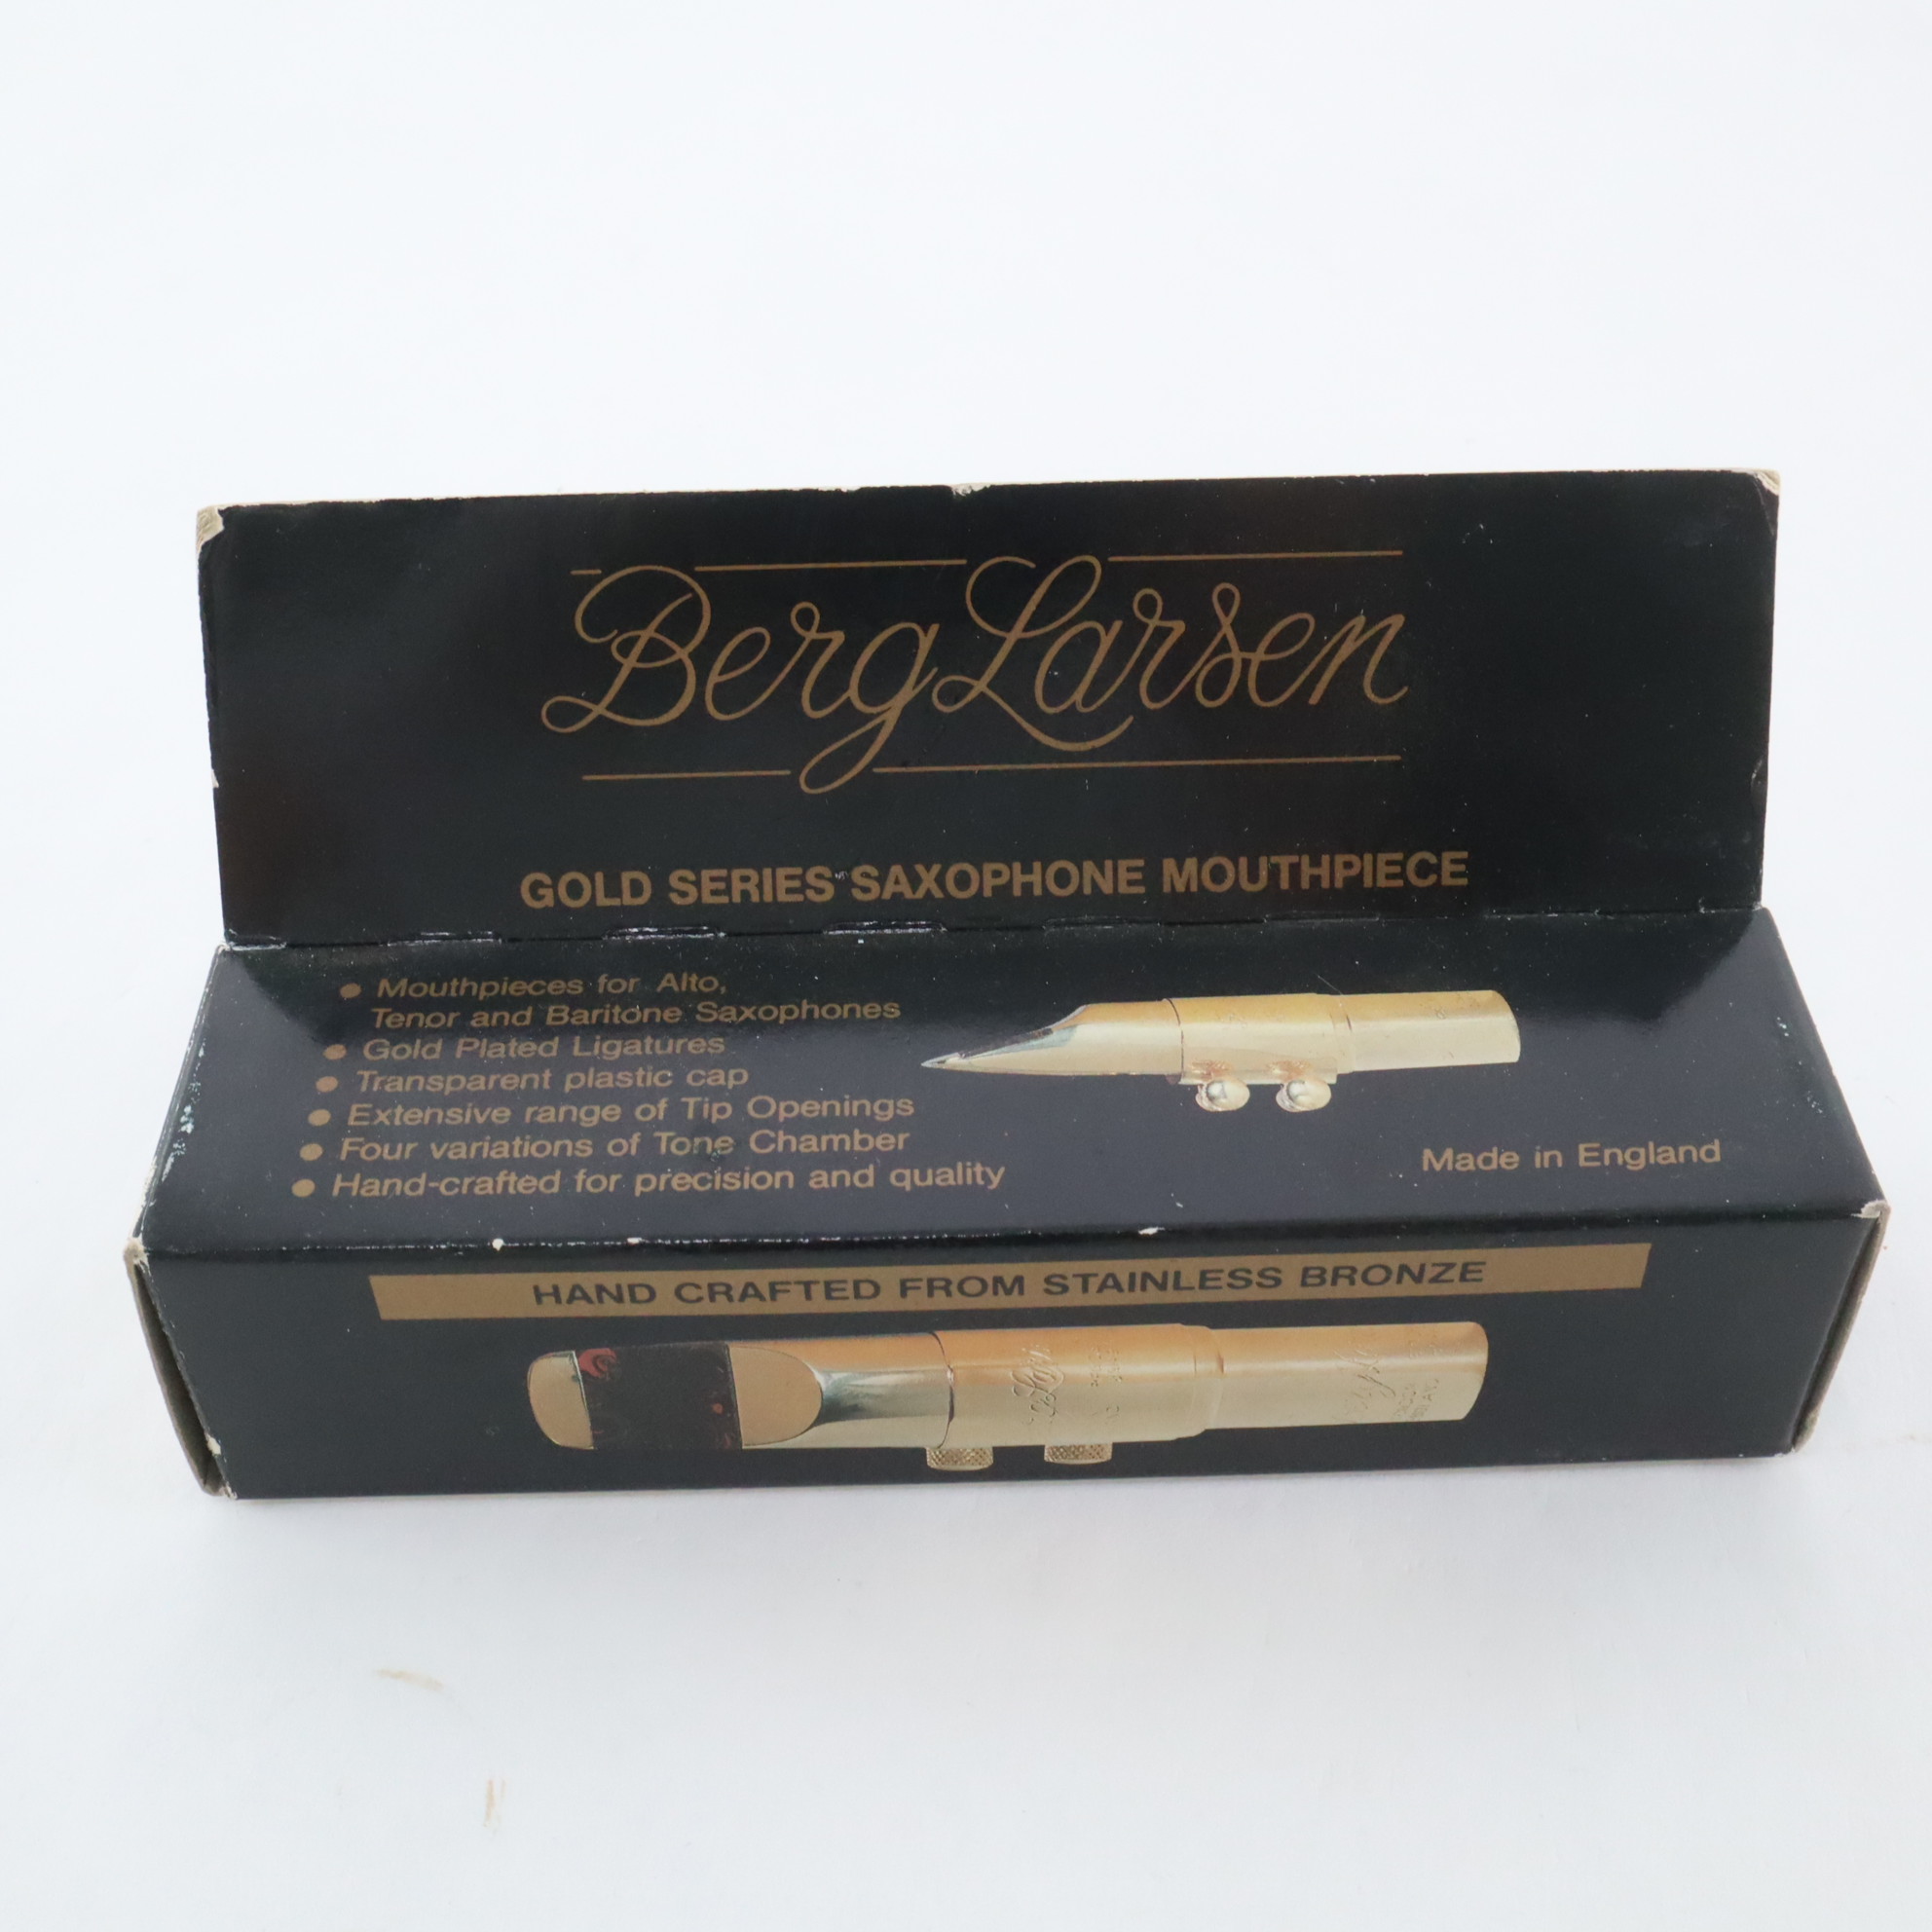 Berg Larsen
GOLD SERIES SAXOPHONE MOUTHPIECE
• Mouthpieces for Alto,
Tenor and Baritone Saxophones
• Gold Plated Ligatures
• Transparent plastic cap
• Extensive range of Tip Openings
• Four variations of Tone Chamber
• Hand-crafted for precision and quality
Made in England
HAND CRAFTED FROM STAINLESS BRONZE